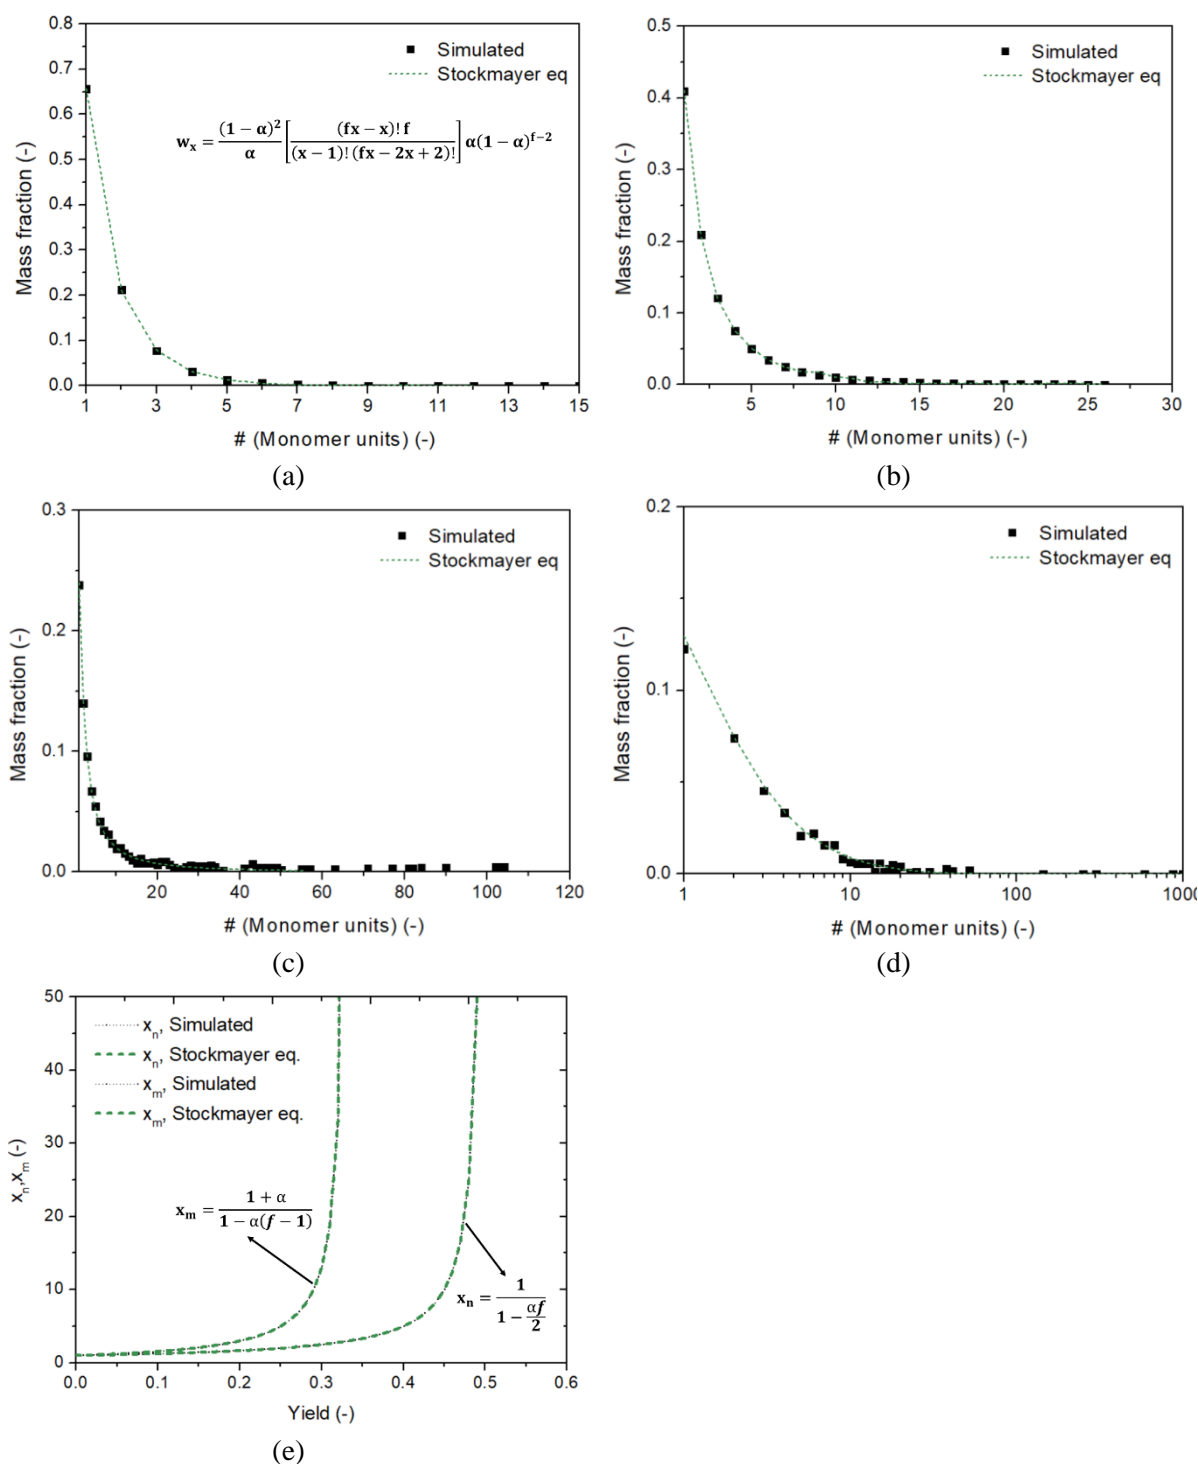 0.8
0.7
0.6
0.5
0.4
0.3
0.2
0.1
0.0
Mass fraction (-)
Simulated
Stockmayer eq
w_x = \frac{(1 − α)^2}{α} [\frac{(fx − x)! f}{(x − 1)! (fx − 2x + 2)!}] α(1 − α)^{f−2}
1 3 5 7 9 11 13 15
# (Monomer units) (-)
(a)
0.5
0.4
0.3
0.2
0.1
0.0
Mass fraction (-)
Simulated
Stockmayer eq
5 10 15 20 25 30
# (Monomer units) (-)
(b)
0.3
0.2
0.1
0.0
Mass fraction (-)
Simulated
Stockmayer eq
20 40 60 80 100 120
# (Monomer units) (-)
(c)
0.2
0.1
0.0
Mass fraction (-)
Simulated
Stockmayer eq
1 10 100 1000
# (Monomer units) (-)
(d)
50
40
30
20
10
0
x_n,x_m (-)
x_n, Simulated
x_n, Stockmayer eq.
x_m, Simulated
x_m, Stockmayer eq.
x_m = \frac{1 + α}{1 − α(f − 1)}
x_n = \frac{1}{1 − \frac{αf}{2}}
0.0 0.1 0.2 0.3 0.4 0.5 0.6
Yield (-)
(e)